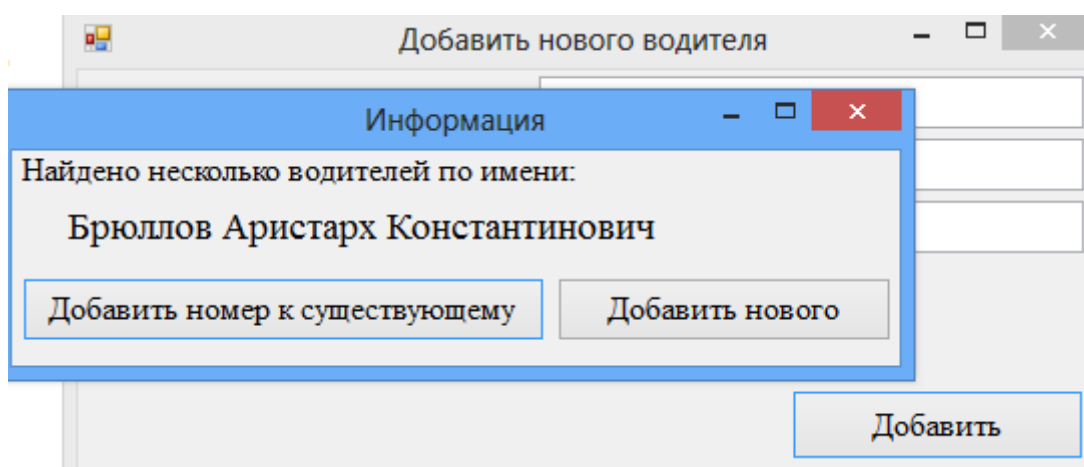 Добавить нового водителя
Информация
Найдено несколько водителей по имени:
Брюллов Аристарх Константинович
Добавить номер к существующему
Добавить нового
Добавить